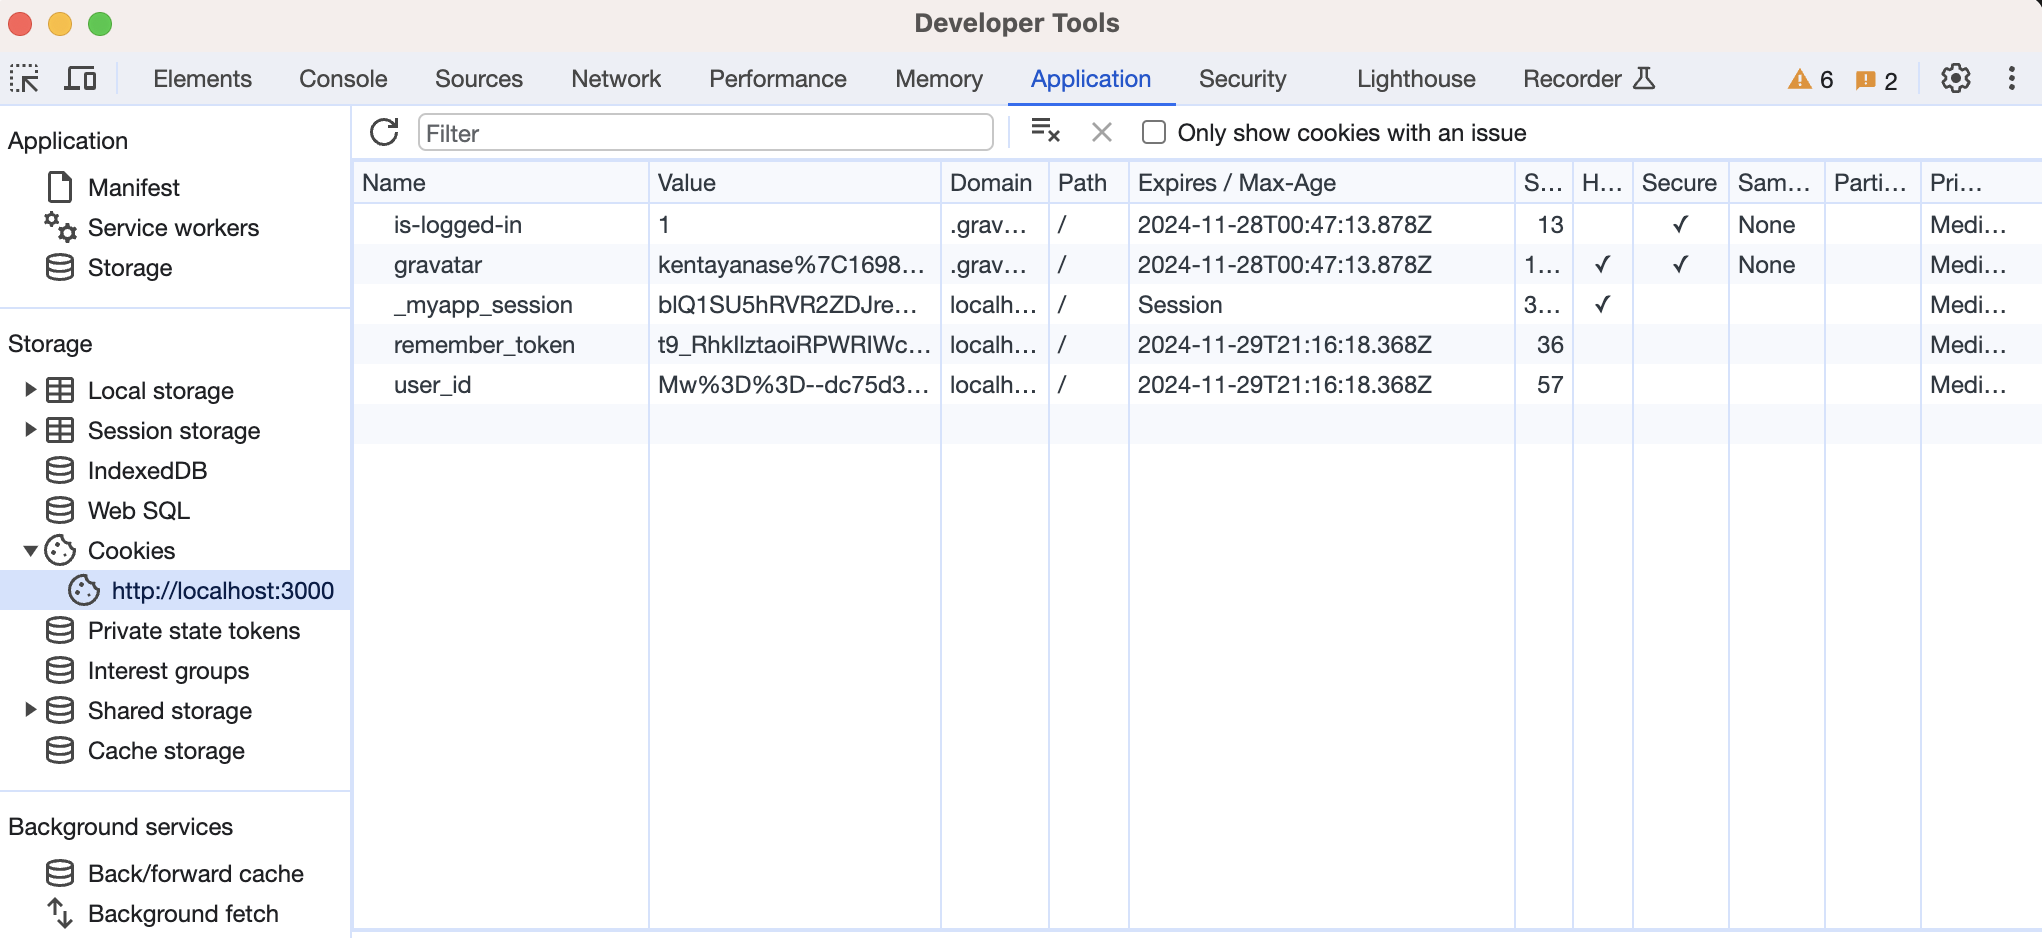 Developer Tools
Elements Console Sources Network Performance Memory Application Security Lighthouse Recorder 6 2
Application
Manifest
Service workers
Storage
Storage
Local storage
Session storage
IndexedDB
Web SQL
Cookies
http://localhost:3000
Private state tokens
Interest groups
Shared storage
Cache storage
Background services
Back/forward cache
Background fetch
Filter Only show cookies with an issue
Name Value Domain Path Expires / Max-Age S... H... Secure Sam... Parti... Pri...
is-logged-in 1 .grav... / 2024-11-28T00:47:13.878Z 13 ✓ None Medi...
gravatar kentayanase%7C1698... .grav... / 2024-11-28T00:47:13.878Z 1... ✓ ✓ None Medi...
_myapp_session blQ1SU5hRVR2ZDJre... localh... / Session 3... ✓ Medi...
remember_token t9_RhkIlztaoiRPWRIWc... localh... / 2024-11-29T21:16:18.368Z 36 Medi...
user_id Mw%3D%3D--dc75d3... localh... / 2024-11-29T21:16:18.368Z 57 Medi...